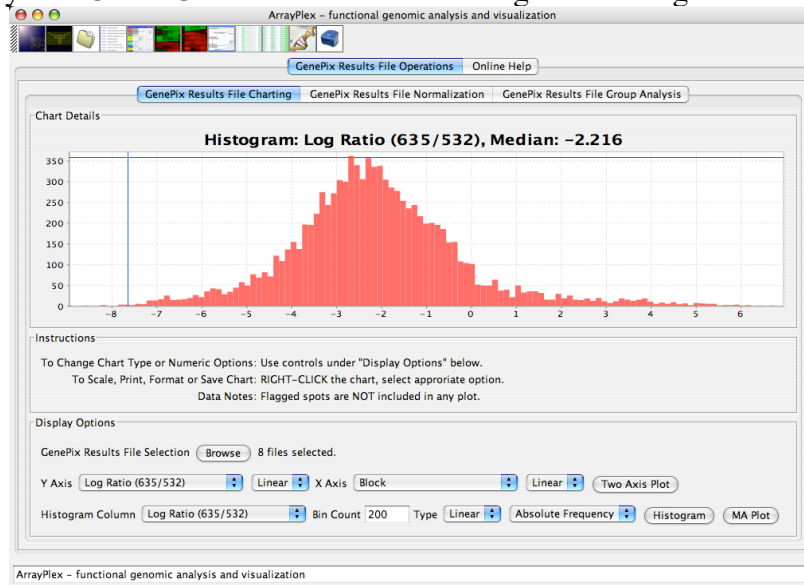 ArrayPlex - functional genomic analysis and visualization
GenePix Results File Operations Online Help
GenePix Results File Charting GenePix Results File Normalization GenePix Results File Group Analysis
Chart Details
Histogram: Log Ratio (635/532), Median: -2.216
350
300
250
200
150
100
50
0
-8 -7 -6 -5 -4 -3 -2 -1 0 1 2 3 4 5 6
Instructions
To Change Chart Type or Numeric Options: Use controls under "Display Options" below.
To Scale, Print, Format or Save Chart: RIGHT-CLICK the chart, select approriate option.
Data Notes: Flagged spots are NOT included in any plot.
Display Options
GenePix Results File Selection Browse 8 files selected.
Y Axis Log Ratio (635/532) Linear X Axis Block Linear Two Axis Plot
Histogram Column Log Ratio (635/532) Bin Count 200 Type Linear Absolute Frequency Histogram MA Plot
ArrayPlex - functional genomic analysis and visualization